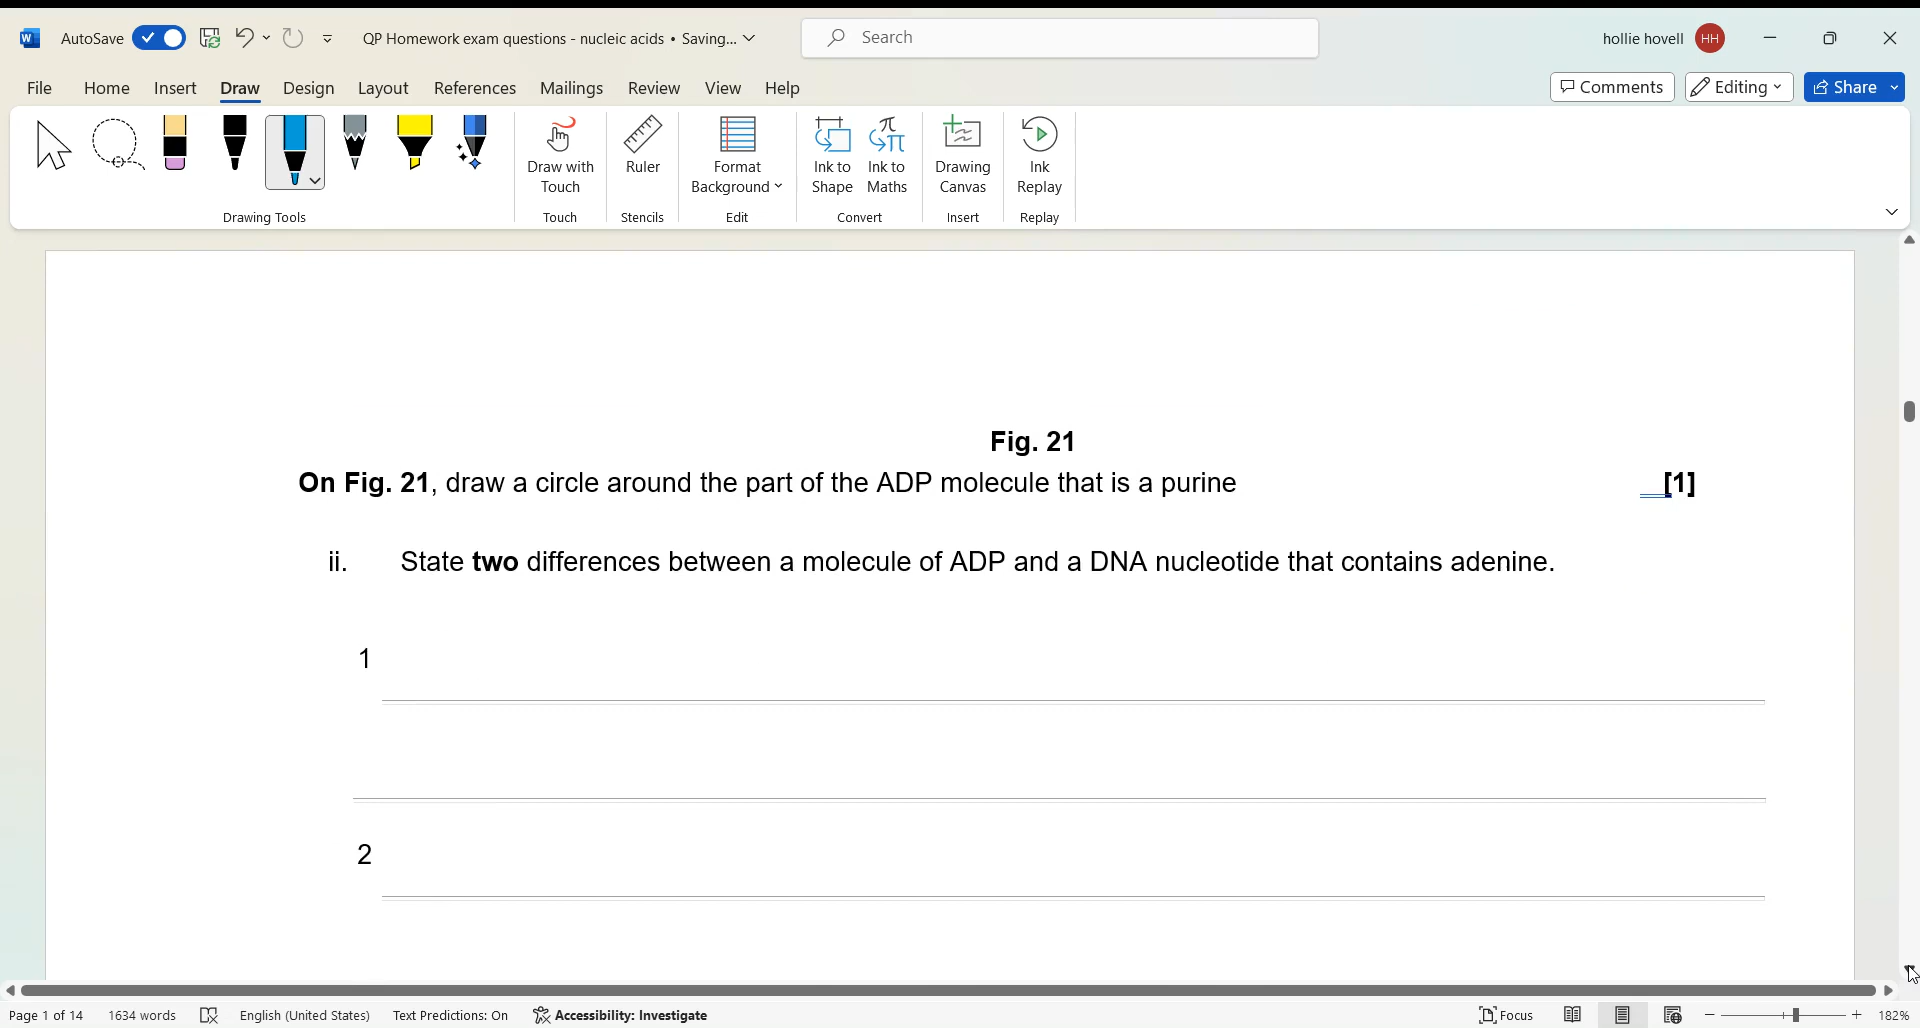 AutoSave QP Homework exam questions - nucleic acids • Saving... Search hollie hovell HH
File Home Insert Draw Design Layout References Mailings Review View Help Comments Editing Share
Draw with Touch Ruler Format Background Ink to Shape Ink to Maths Drawing Canvas Ink Replay
Drawing Tools Touch Stencils Edit Convert Insert Replay
Fig. 21
On Fig. 21, draw a circle around the part of the ADP molecule that is a purine __[1]
ii. State two differences between a molecule of ADP and a DNA nucleotide that contains adenine.
1
2
Page 1 of 14 1634 words English (United States) Text Predictions: On Accessibility: Investigate Focus 182%